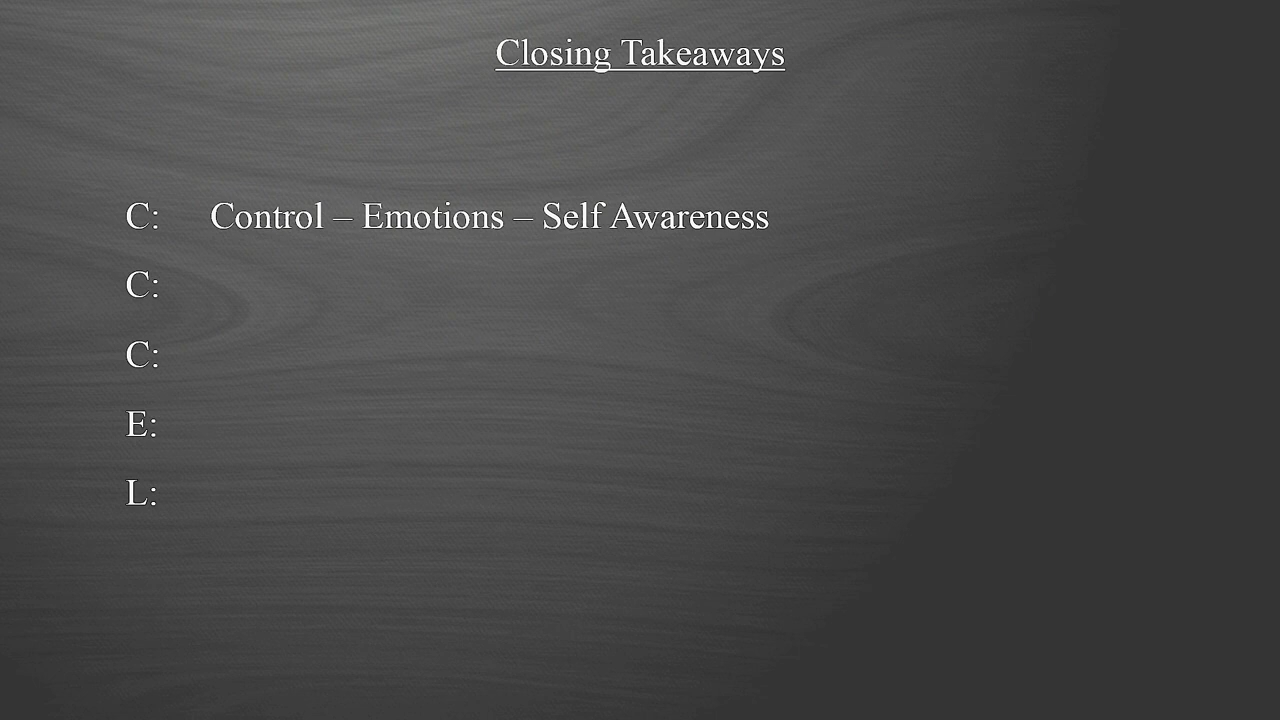 Closing Takeaways
C: Control – Emotions – Self Awareness
C:
C:
E:
L: